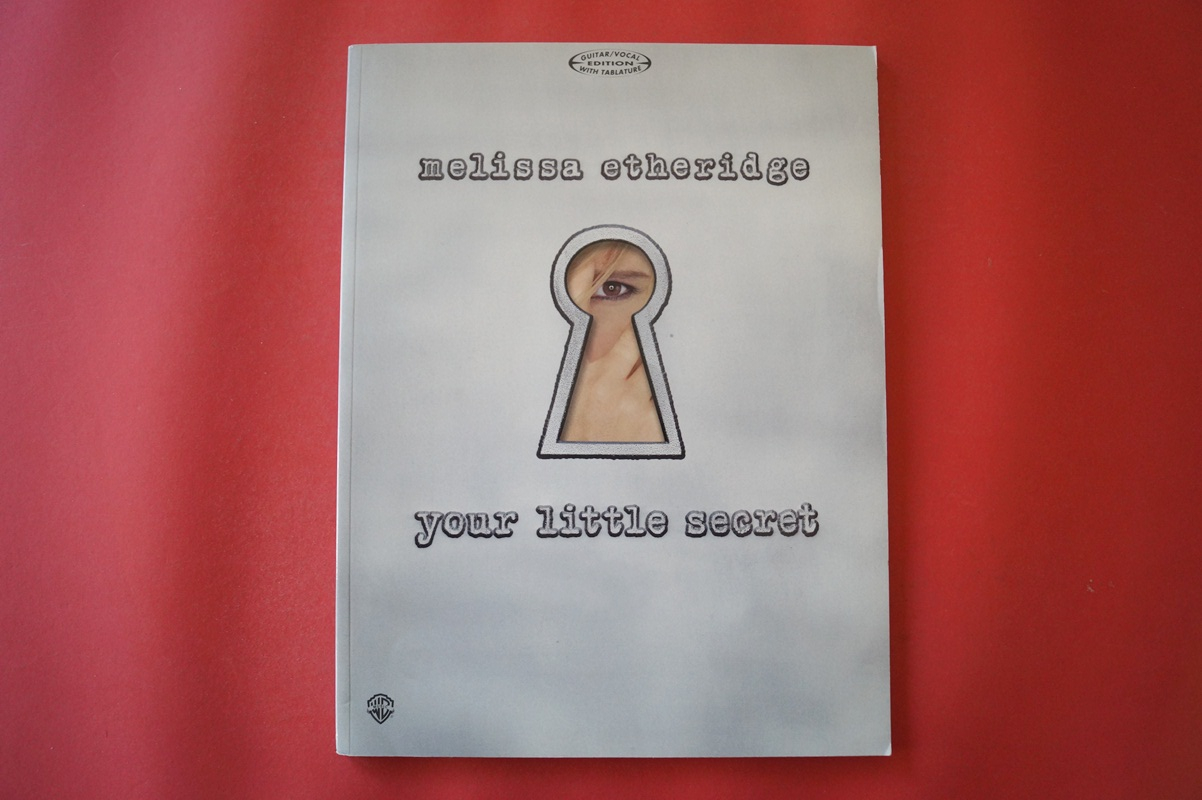 GUITAR/VOCAL
EDITION
WITH TABLATURE
melissa etheridge
your little secret